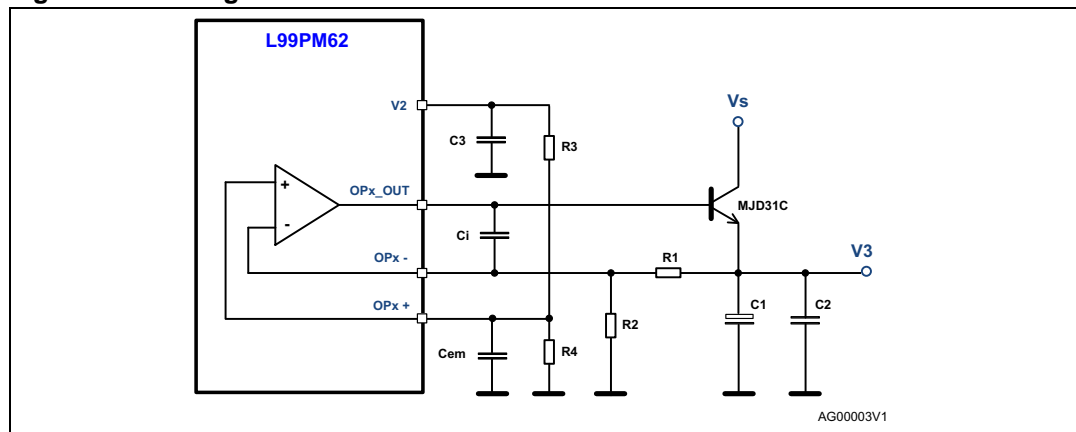 L99PM62
V2
Vs
C3
R3
OPx_OUT
MJD31C
+
-
Ci
V3
OPx -
R1
OPx +
C1
C2
R2
Cem
R4
AG00003V1